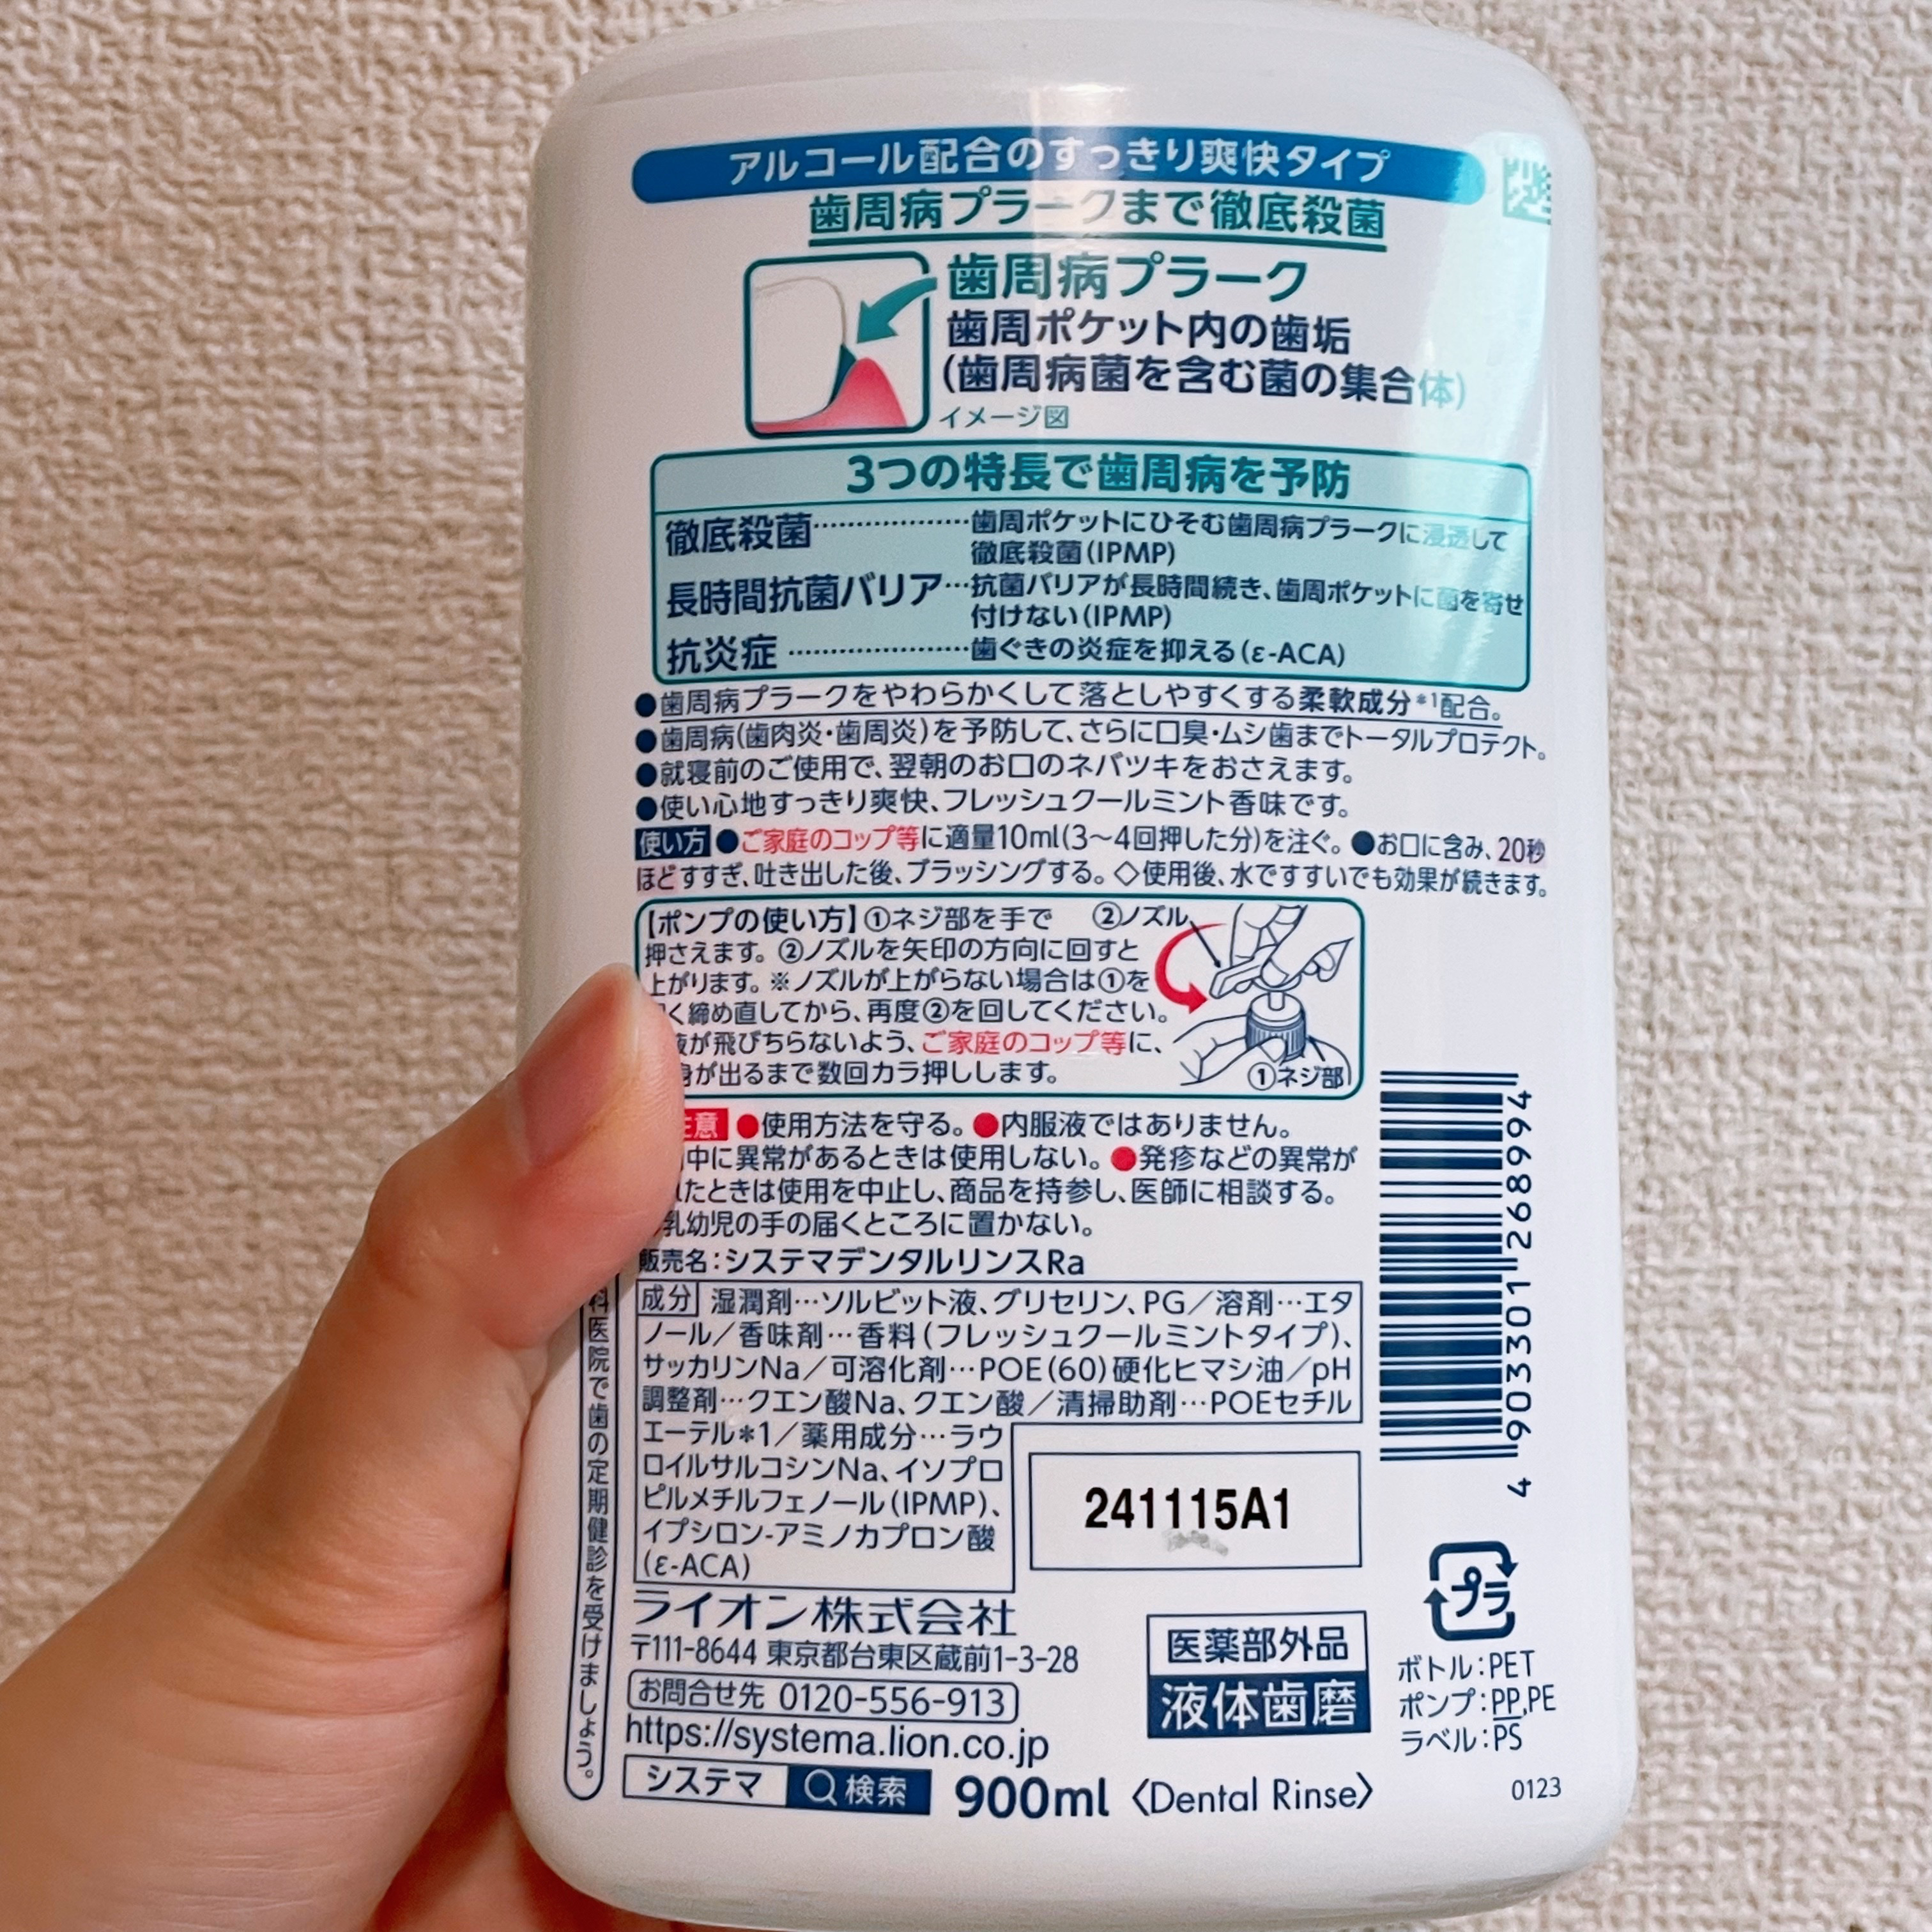 アルコール配合のすっきり爽快タイプ
歯周病プラークまで徹底殺菌
歯周病プラーク
歯周ポケット内の歯垢
(歯周病菌を含む菌の集合体)
イメージ図
3つの特長で歯周病を予防
徹底殺菌………………歯周ポケットにひそむ歯周病プラークに浸透して
徹底殺菌(IPMP)
長時間抗菌バリア…抗菌バリアが長時間続き、歯周ポケットに菌を寄せ
付けない(IPMP)
抗炎症 …………………歯ぐきの炎症を抑える(ε-ACA)
●歯周病プラークをやわらかくして落としやすくする柔軟成分*1配合。
●歯周病(歯肉炎・歯周炎)を予防して、さらに口臭・ムシ歯までトータルプロテクト。
●就寝前のご使用で、翌朝のお口のネバツキをおさえます。
●使い心地すっきり爽快、フレッシュクールミント香味です。
使い方 ●ご家庭のコップ等に適量10ml(3～4回押した分)を注ぐ。●お口に含み、20秒
ほどすすぎ、吐き出した後、ブラッシングする。◇使用後、水ですすいでも効果が続きます。
【ポンプの使い方】①ネジ部を手で
押さえます。②ノズルを矢印の方向に回すと
上がります。※ノズルが上がらない場合は①を
く締め直してから、再度②を回してください。
液が飛びちらないよう、ご家庭のコップ等に、
身が出るまで数回カラ押しします。
②ノズル
①ネジ部
注意 ●使用方法を守る。●内服液ではありません。
中に異常があるときは使用しない。●発疹などの異常が
たときは使用を中止し、商品を持参し、医師に相談する。
乳幼児の手の届くところに置かない。
販売名：システマデンタルリンスRa
成分 湿潤剤…ソルビット液、グリセリン、PG／溶剤…エタ
ノール／香味剤…香料(フレッシュクールミントタイプ)、
サッカリンNa／可溶化剤…POE(60)硬化ヒマシ油／pH
調整剤…クエン酸Na、クエン酸／清掃助剤…POEセチル
エーテル*1／薬用成分…ラウ
ロイルサルコシンNa、イソプロ
ピルメチルフェノール(IPMP)、
イプシロン-アミノカプロン酸
(ε-ACA)
241115A1
ライオン株式会社
〒111-8644 東京都台東区蔵前1-3-28
お問合せ先 0120-556-913
https://systema.lion.co.jp
システマ 検索
900ml 〈Dental Rinse〉
医薬部外品
液体歯磨
4 903301 268994
プラ
ボトル：PET
ポンプ：PP,PE
ラベル：PS
0123
科医院で歯の定期健診を受けましょう。